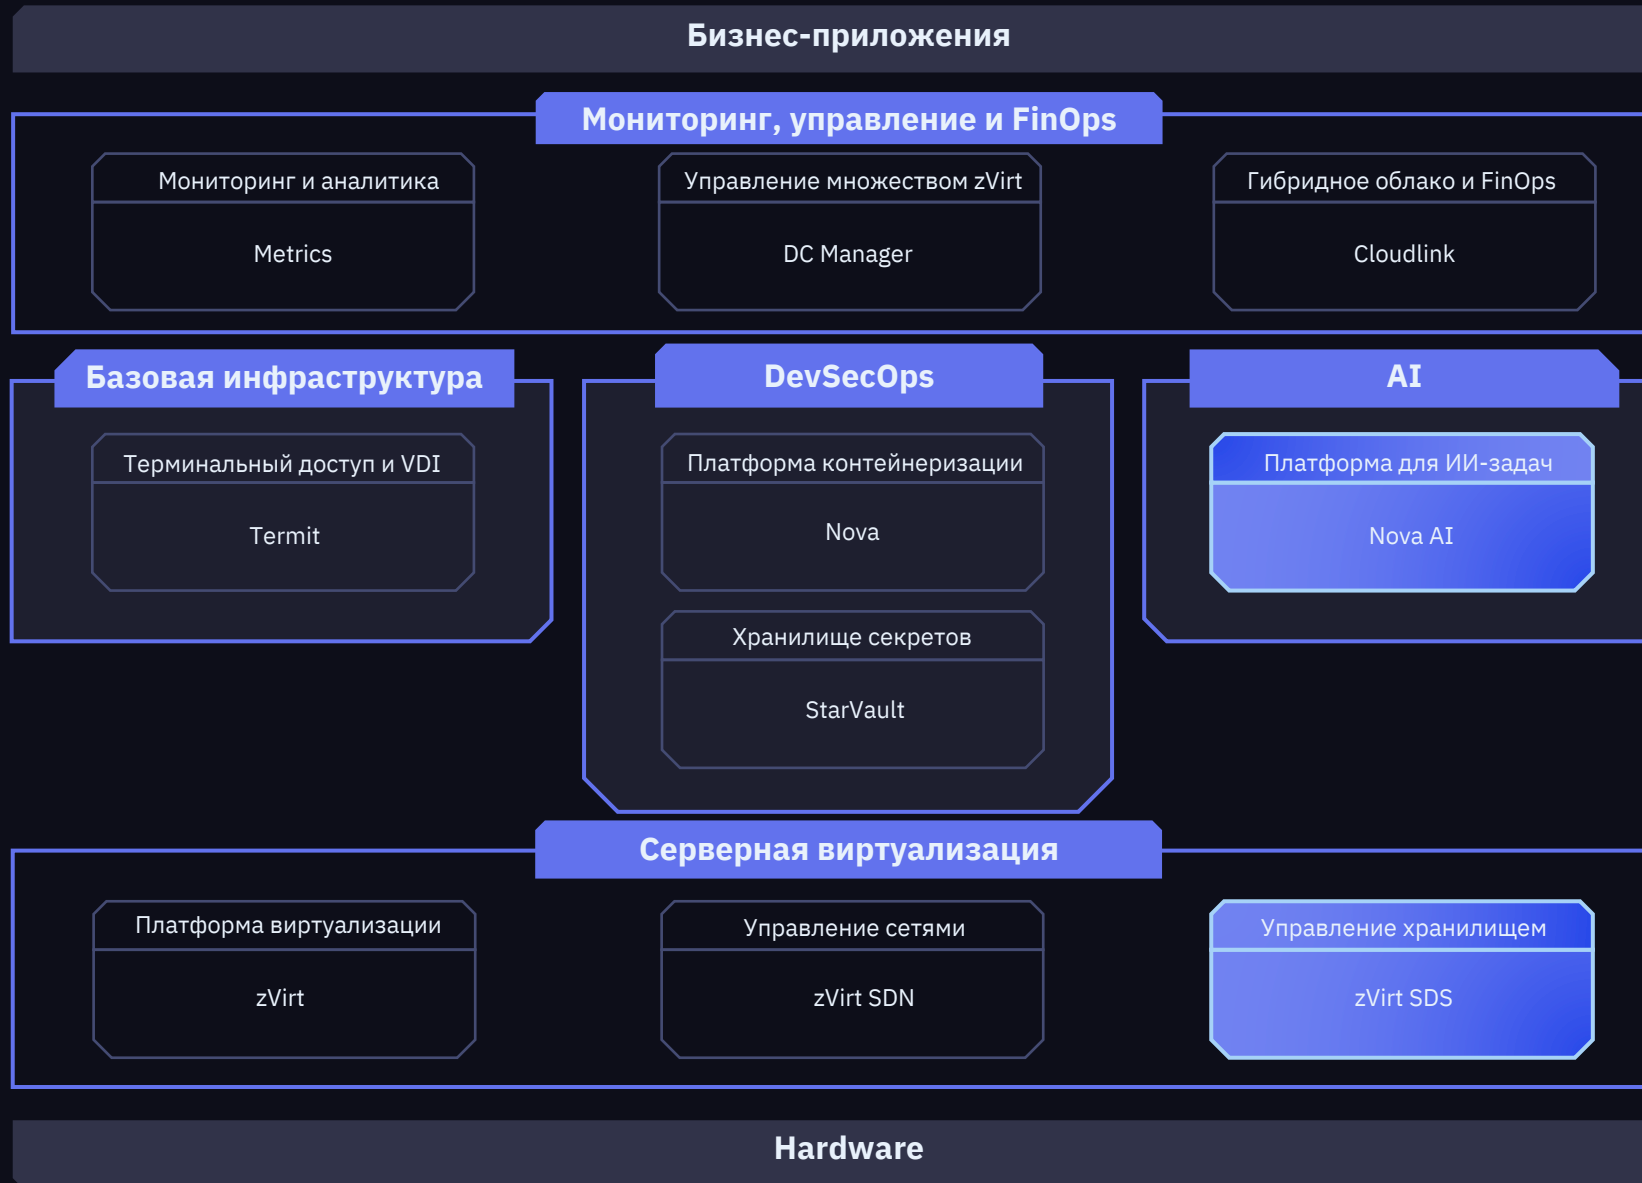 Бизнес-приложения
Мониторинг, управление и FinOps
Мониторинг и аналитика
Metrics
Управление множеством zVirt
DC Manager
Гибридное облако и FinOps
Cloudlink
Базовая инфраструктура
Терминальный доступ и VDI
Termit
DevSecOps
Платформа контейнеризации
Nova
Хранилище секретов
StarVault
AI
Платформа для ИИ-задач
Nova AI
Серверная виртуализация
Платформа виртуализации
zVirt
Управление сетями
zVirt SDN
Управление хранилищем
zVirt SDS
Hardware